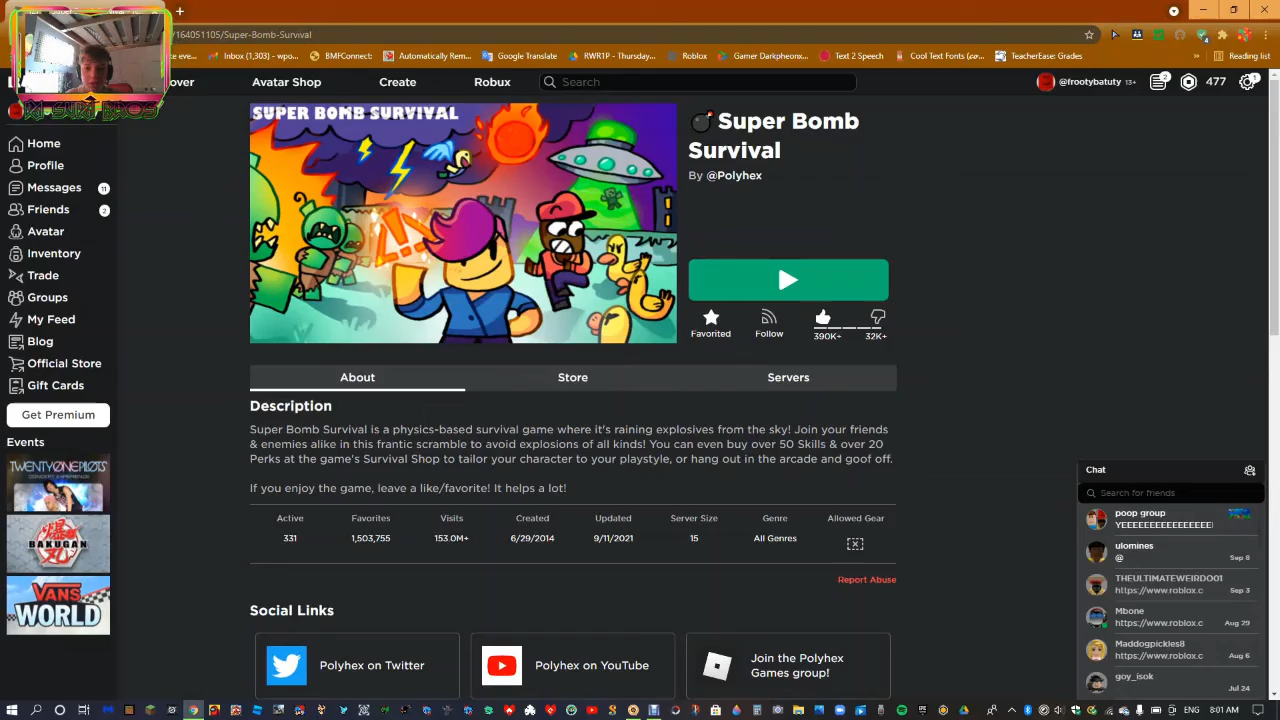 164051105/Super-Bomb-Survival
ce eve...
Inbox (1,303) - wpo...
BMFConnect:
Automatically Rem...
Google Translate
RWR1P - Thursday...
Roblox
Gamer Darkpheonx...
Text 2 Speech
Cool Text Fonts (ost...
TeacherEase: Grades
»
Reading list
over
Avatar Shop
Create
Robux
Search
@frootybatuty 13+
2
477
1
Home
Profile
Messages
11
Friends
2
Avatar
Inventory
Trade
Groups
My Feed
Blog
Official Store
Gift Cards
Get Premium
Events
TWENTY ONE PILOTS
BAKUGAN
VANS
WORLD
SUPER BOMB SURVIVAL
Super Bomb
Survival
By @Polyhex
Favorited
Follow
390K+
32K+
About
Store
Servers
Description
Super Bomb Survival is a physics-based survival game where it's raining explosives from the sky! Join your friends
& enemies alike in this frantic scramble to avoid explosions of all kinds! You can even buy over 50 Skills & over 20
Perks at the game's Survival Shop to tailor your character to your playstyle, or hang out in the arcade and goof off.
If you enjoy the game, leave a like/favorite! It helps a lot!
Active Favorites Visits Created Updated Server Size Genre Allowed Gear
331 1,503,755 153.0M+ 6/29/2014 9/11/2021 15 All Genres
Report Abuse
Social Links
Polyhex on Twitter
Polyhex on YouTube
Join the Polyhex
Games group!
Chat
Search for friends
poop group
ulomines
@ Sep 8
THEULTIMATEWEIRDO01
https://www.roblox.c Sep 3
Mbone
https://www.roblox.c Aug 29
Maddogpickles8
https://www.roblox.c Aug 6
goy_isok
Jul 24
ENG 8:01 AM